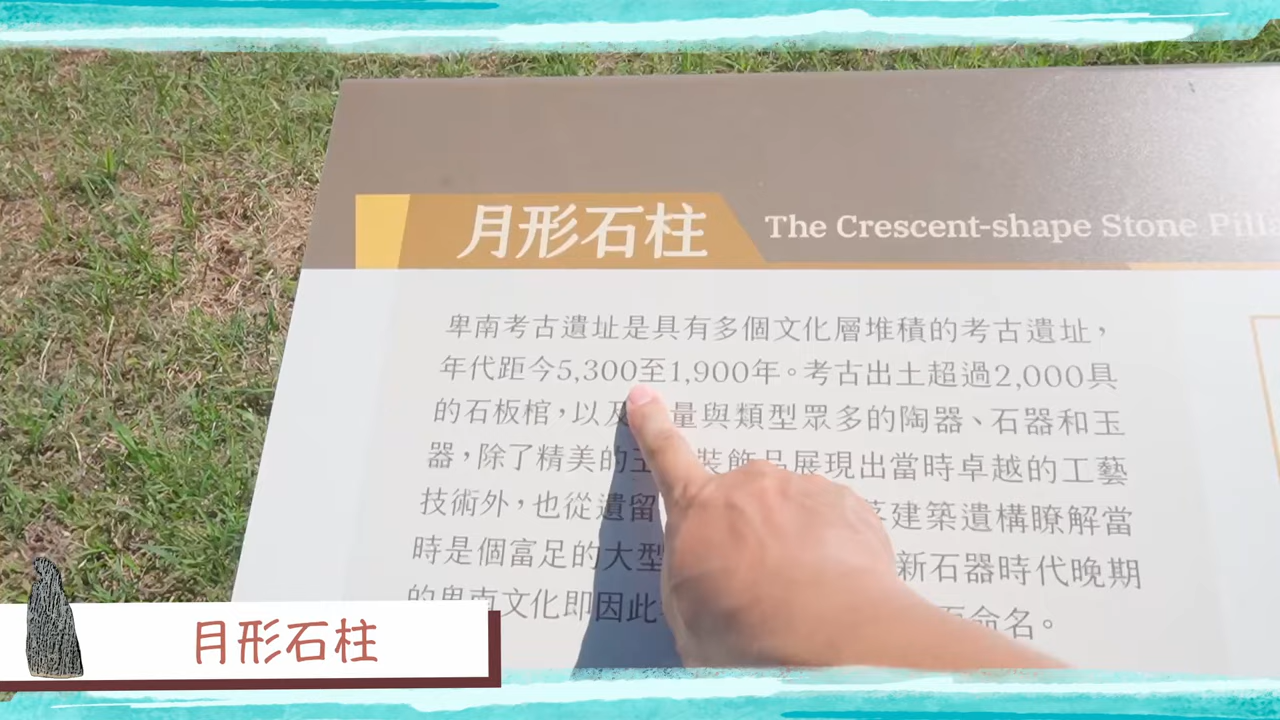 月形石柱
The Crescent-shape Stone
卑南考古遺址是具有多個文化層堆積的考古遺址，
年代距今5,300至1,900年。考古出土超過2,000具
的石板棺，以及 量與類型眾多的陶器、石器和玉
器，除了精美的玉 裝飾品展現出當時卓越的工藝
技術外，也從遺留 建築遺構瞭解當
時是個富足的大型 新石器時代晚期
的卑南文化即因此 命名。
月形石柱